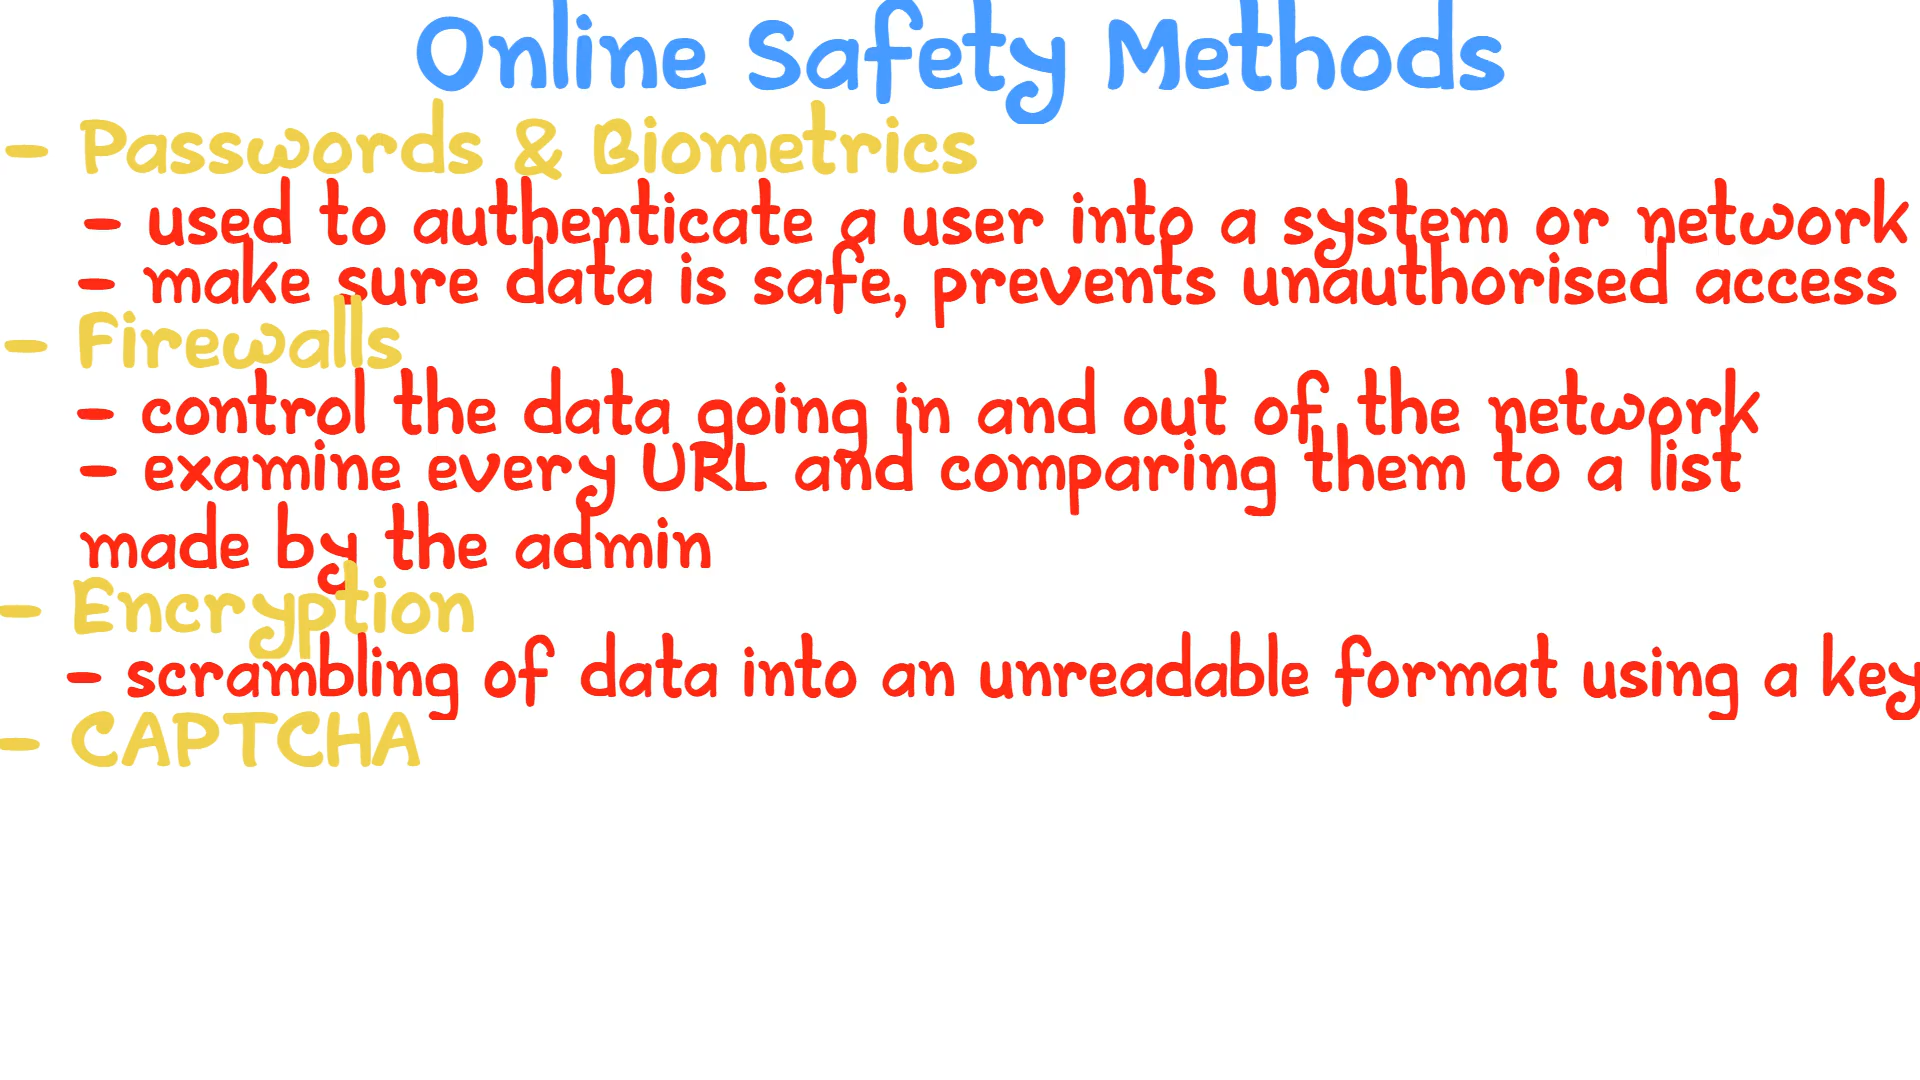 Online Safety Methods
- Passwords & Biometrics
- used to authenticate a user into a system or network
- make sure data is safe, prevents unauthorised access
- Firewalls
- control the data going in and out of the network
- examine every URL and comparing them to a list
made by the admin
- Encryption
- scrambling of data into an unreadable format using a key
- CAPTCHA